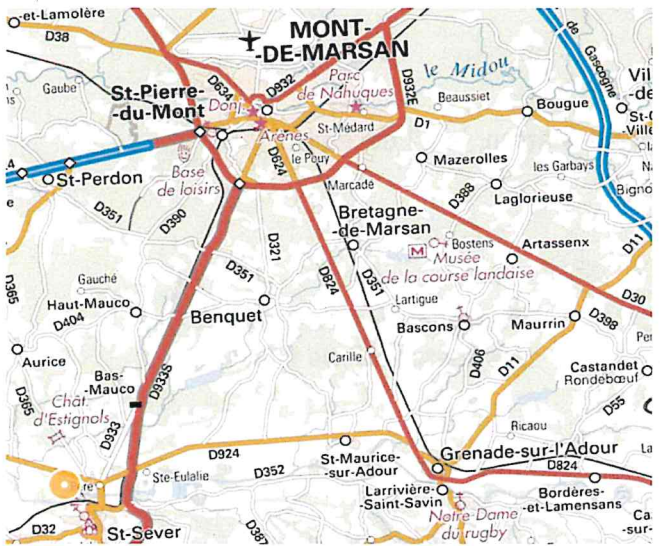 -et-Lamolère
D38
MONT-
-DE-MARSAN
le Midou
de Gascogne
Gaube
D634
D932
Parc
de Nahuques
D932E
Vil
-de
St-Pierre-
-du-Mont
Donj.
Arènes
St-Médard
D1
Beaussiet
Bougue
St-C
-Ville
le Pouy
D624
Mazerolles
les Garbays
Base
de loisirs
St-Perdon
Marcadé
D388
Laglorieuse
Bigno
D351
D390
Bretagne-
-de-Marsan
D11
D365
D321
D824
D351
M
Bostens
Musée
de la course landaise
Artassenx
Gauché
D351
Lartigue
D30
Haut-Mauco
D404
Benquet
Bascons
Maurrin
D398
Aurice
Carille
D406
D11
Castandet
Rondebœuf
D365
Bas-
-Mauco
D933S
Chât.
d'Estignols
D933
D55
Ricaou
D924
St-Maurice-
-sur-Adour
Grenade-sur-l'Adour
D824
Ste-Eulalie
D352
Larrivière-
-Saint-Savin
Bordères-
-et-Lamensans
D32
St-Sever
D387
Notre Dame
du rugby
-sur-